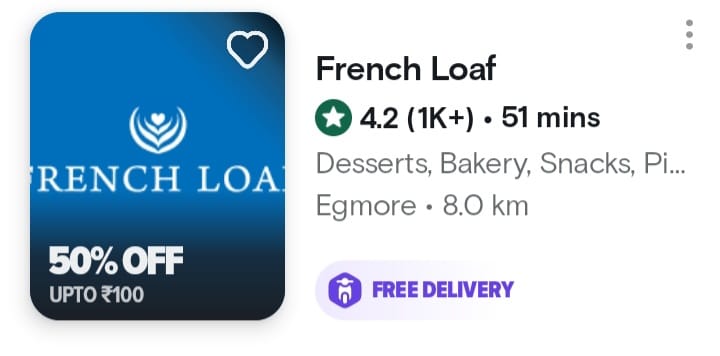 French Loaf
4.2 (1K+) • 51 mins
Desserts, Bakery, Snacks, Pi...
Egmore • 8.0 km
FREE DELIVERY
FRENCH LOA
50% OFF
UPTO ₹100